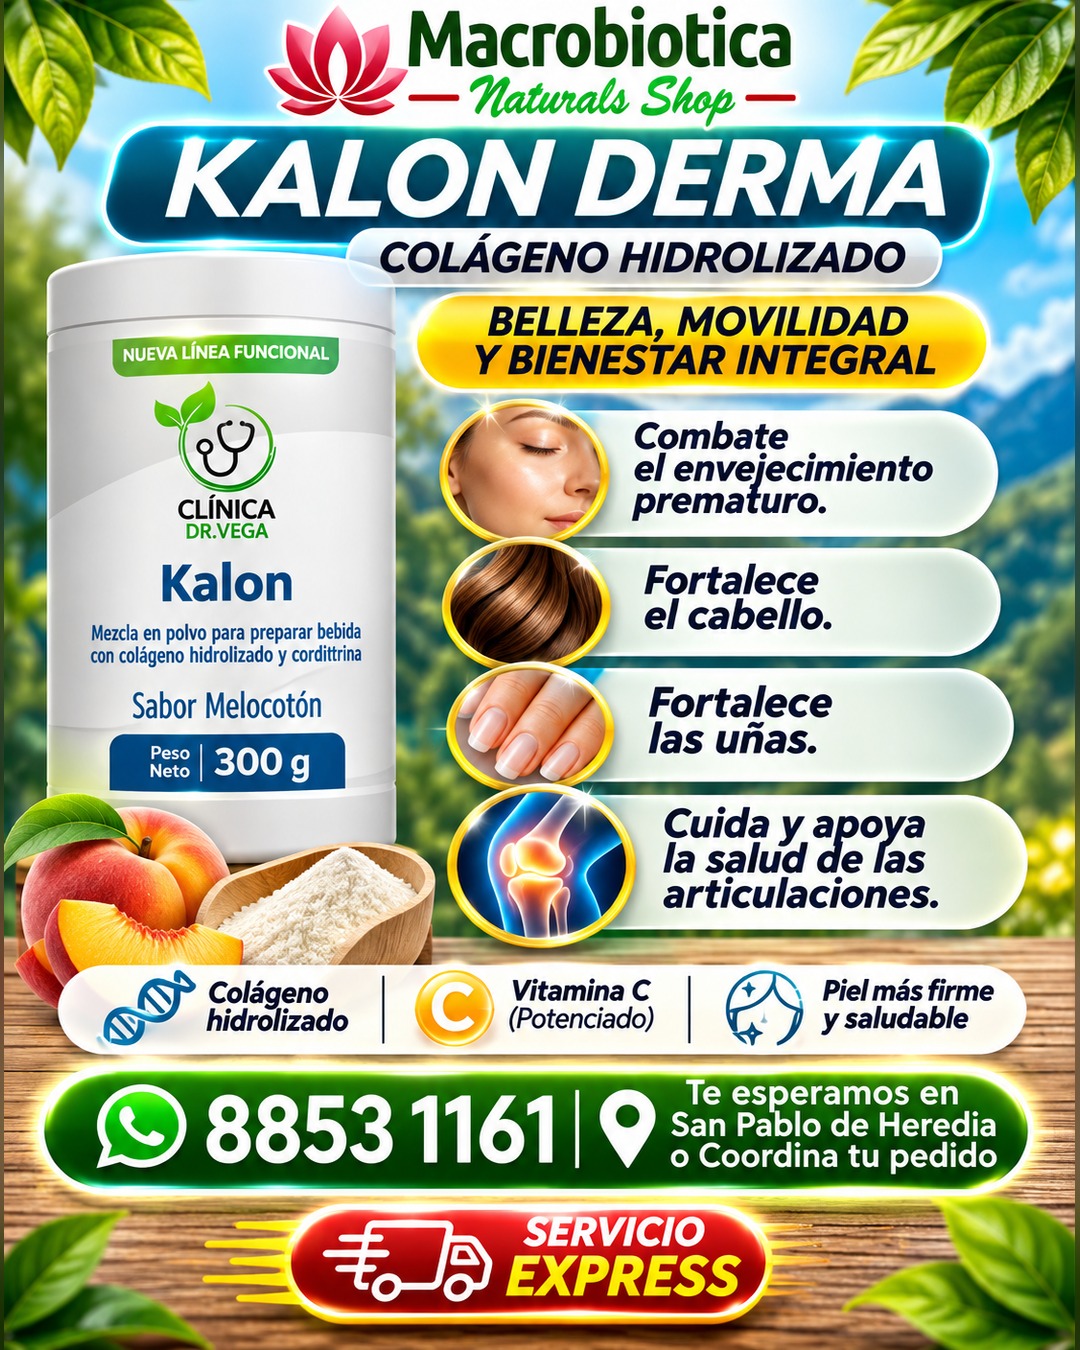 Macrobiotica
Naturals Shop
KALON DERMA
COLÁGENO HIDROLIZADO
BELLEZA, MOVILIDAD
Y BIENESTAR INTEGRAL
NUEVA LÍNEA FUNCIONAL
CLÍNICA
DR.VEGA
Kalon
Mezcla en polvo para preparar bebida
con colágeno hidrolizado y cordittrina
Sabor Melocotón
Peso
Neto
300 g
Combate
el envejecimiento
prematuro.
Fortalece
el cabello.
Fortalece
las uñas.
Cuida y apoya
la salud de las
articulaciones.
Colágeno
hidrolizado
C
Vitamina C
(Potenciado)
Piel más firme
y saludable
8853 1161
Te esperamos en
San Pablo de Heredia
o Coordina tu pedido
SERVICIO
EXPRESS